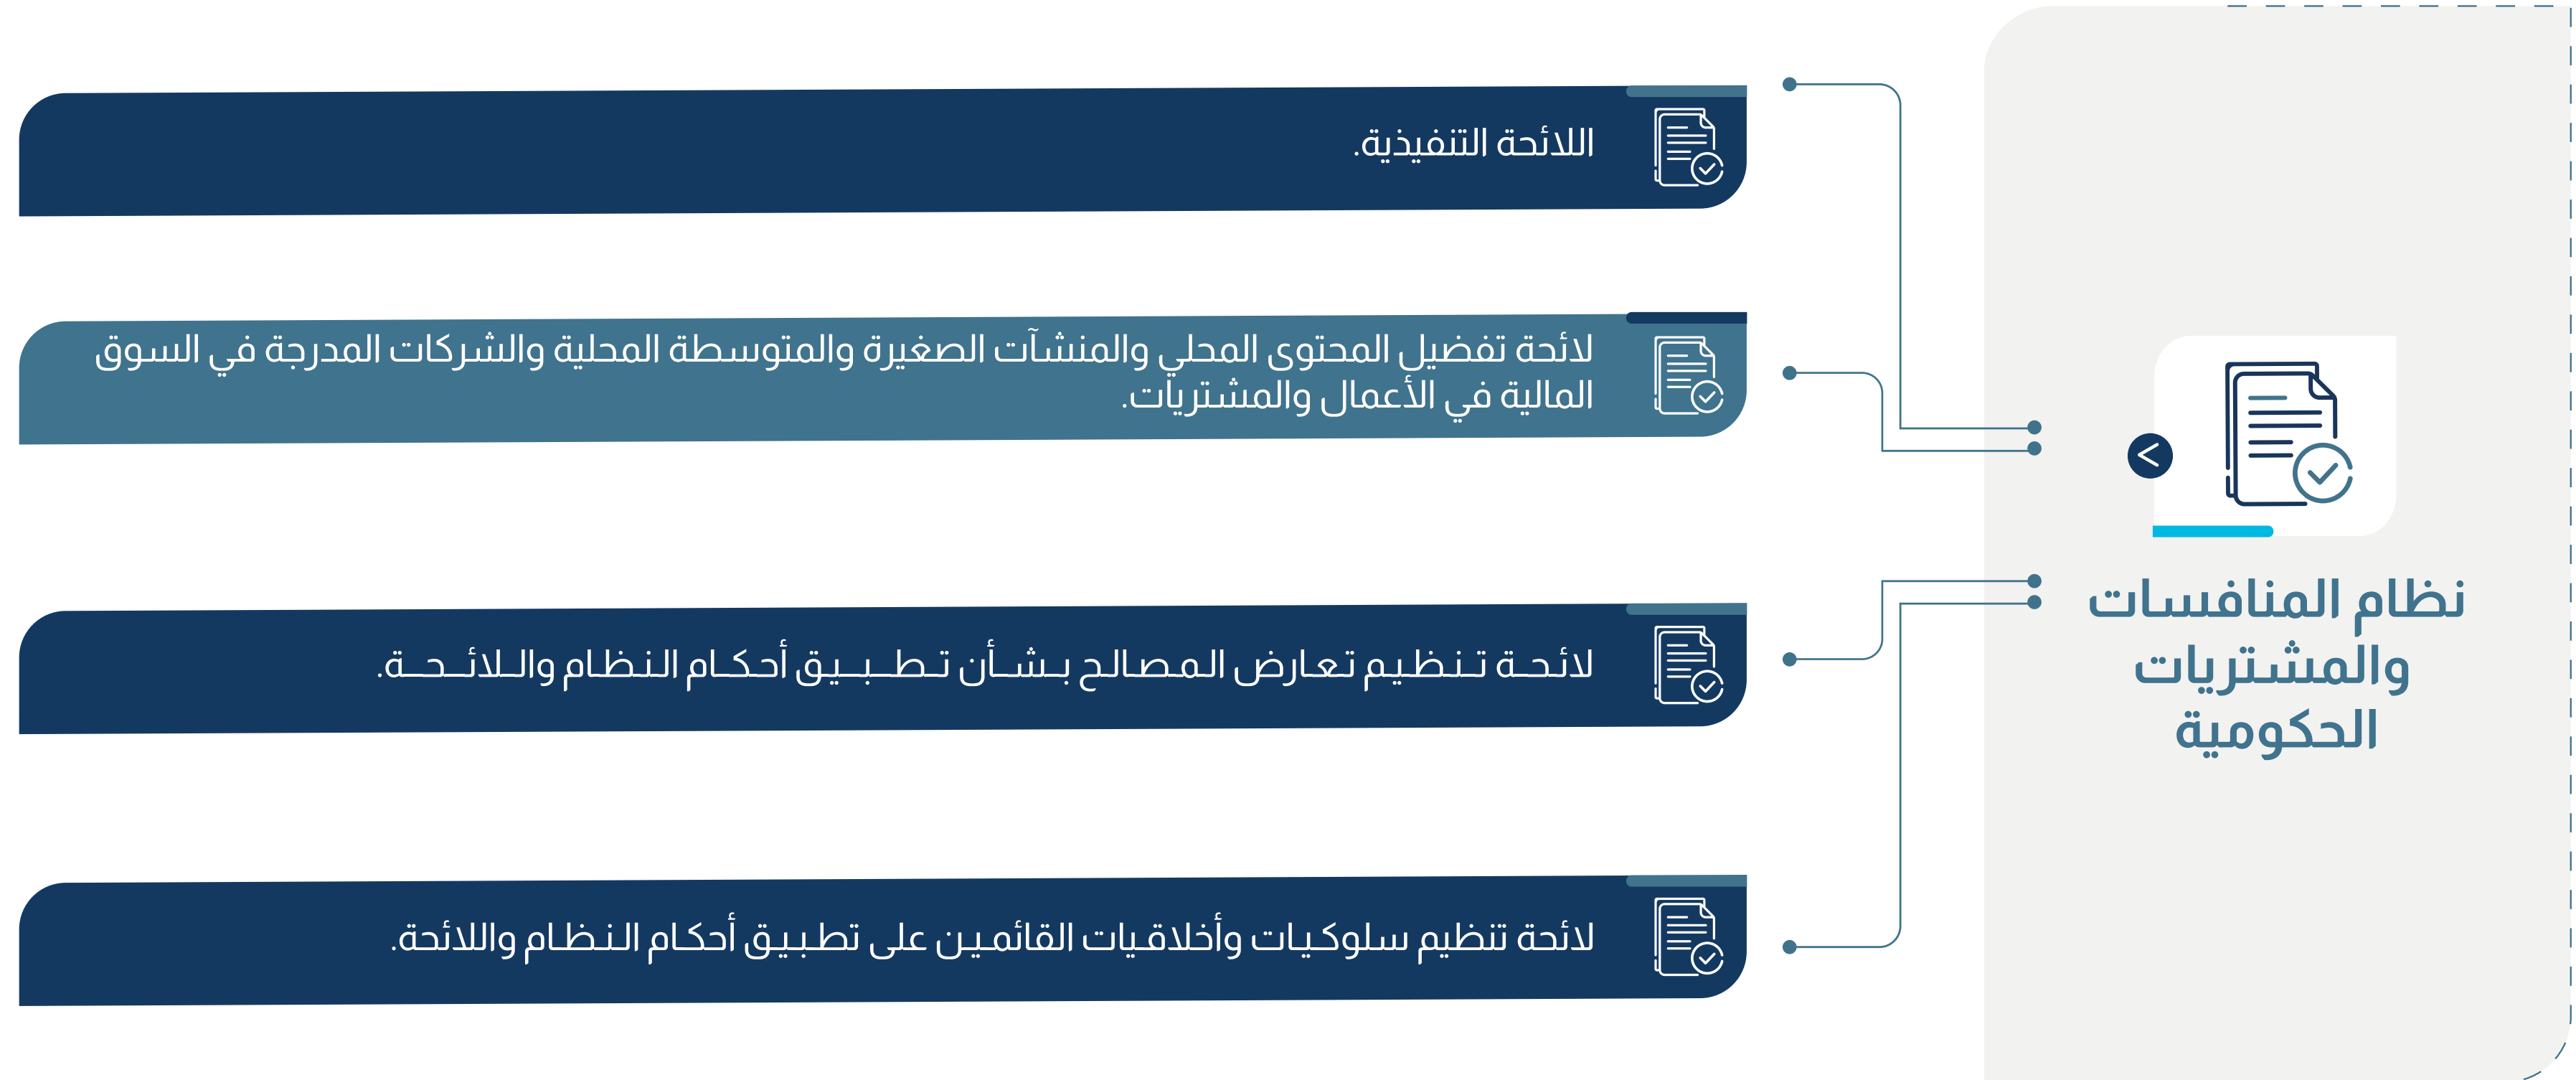 نظام المنافسات
والمشتريات
الحكومية
اللائحة التنفيذية.
لائحة تفضيل المحتوى المحلي والمنشآت الصغيرة والمتوسطة المحلية والشركات المدرجة في السوق
المالية في الأعمال والمشتريات.
لائحة تنظيم تعارض المصالح بشأن تطبيق أحكام النظام واللائحة.
لائحة تنظيم سلوكيات وأخلاقيات القائمين على تطبيق أحكام النظام واللائحة.